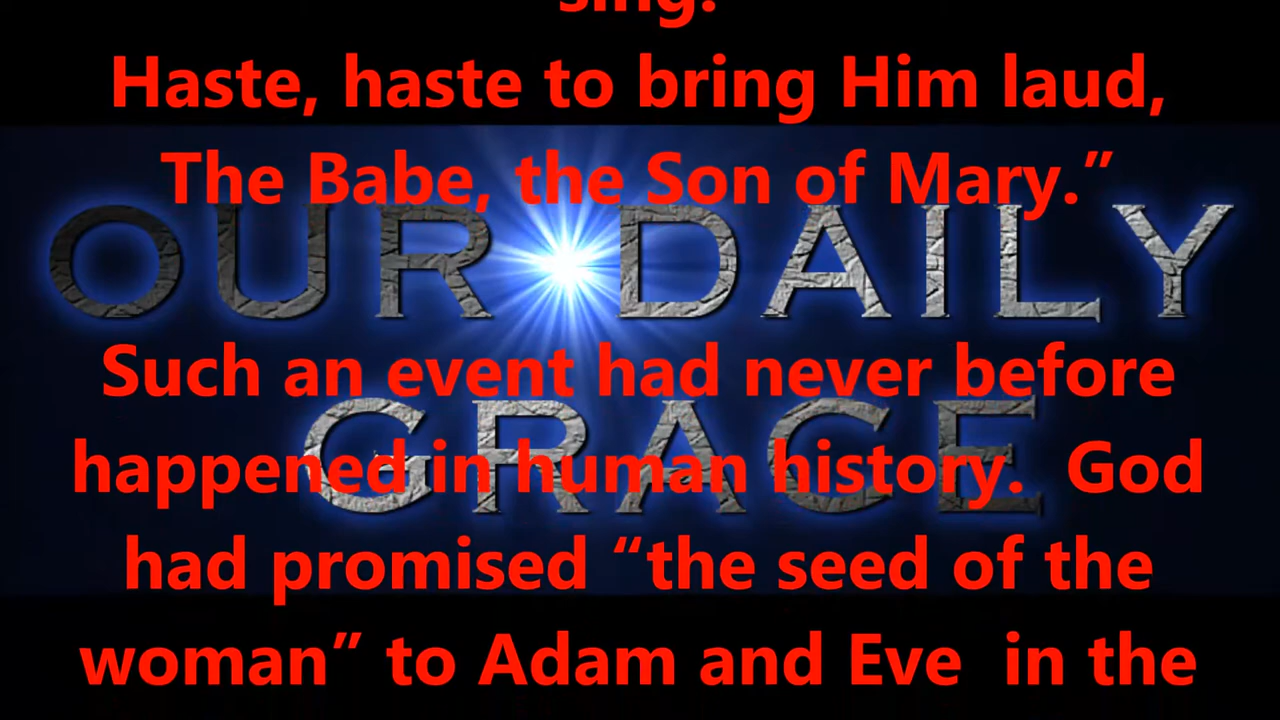 sing:
Haste, haste to bring Him laud,
The Babe, the Son of Mary.”
OUR DAILY
Such an event had never before
GRACE
happened in human history.  God
had promised “the seed of the
woman” to Adam and Eve  in the